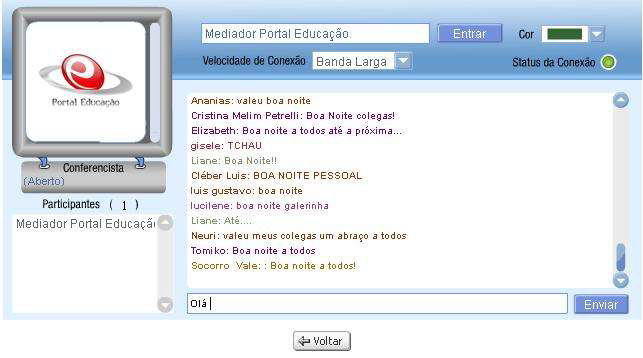 Mediador Portal Educação
Entrar
Cor
Velocidade de Conexão
Banda Larga
Status da Conexão
Portal Educação
Conferencista
(Aberto)
Participantes ( 1 )
Mediador Portal Educaçã
Ananias: valeu boa noite
Cristina Melim Petrelli: Boa Noite colegas!
Elizabeth: Boa noite a todos até a próxima...
gisele: TCHAU
Liane: Boa Noite!!
Cléber Luis: BOA NOITE PESSOAL
luis gustavo: boa noite
lucilene: boa noite galerinha
Liane: Até....
Neuri: valeu meus colegas um abraço a todos
Tomiko: Boa noite a todos
Socorro Vale: : Boa noite a todos!
Olá
Enviar
Voltar